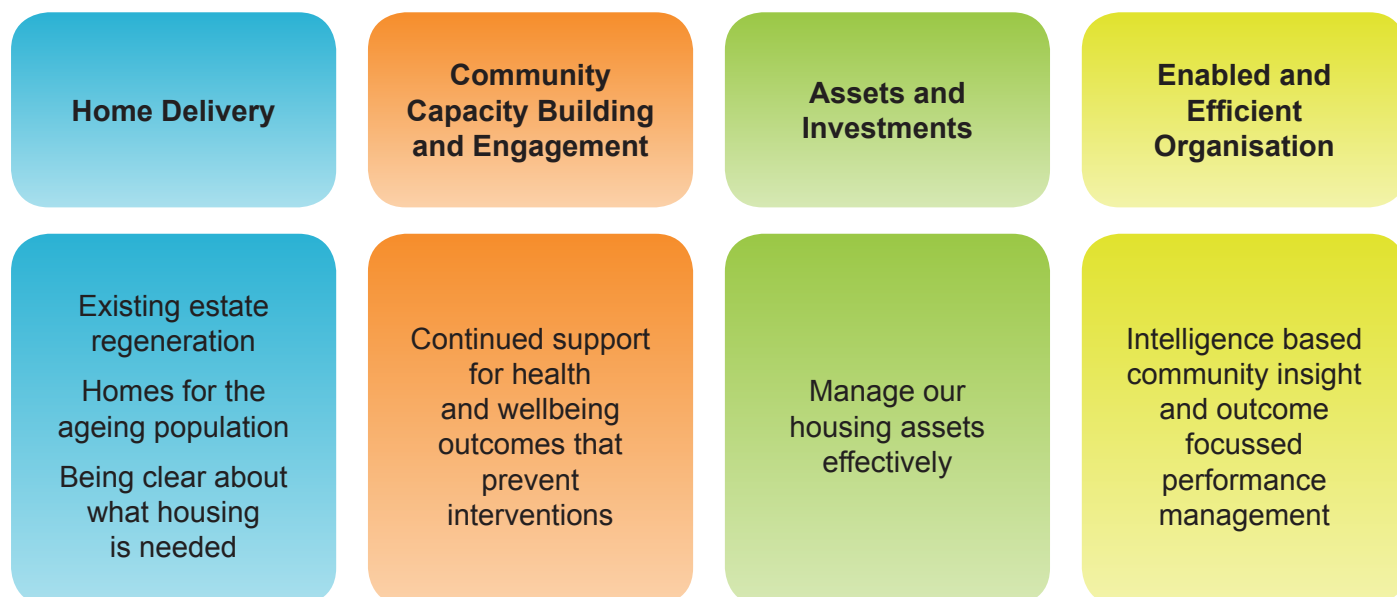 Home Delivery
Community
Capacity Building
and Engagement
Assets and
Investments
Enabled and
Efficient
Organisation
Existing estate
regeneration
Homes for the
ageing population
Being clear about
what housing
is needed
Continued support
for health
and wellbeing
outcomes that
prevent
interventions
Manage our
housing assets
effectively
Intelligence based
community insight
and outcome
focussed
performance
management